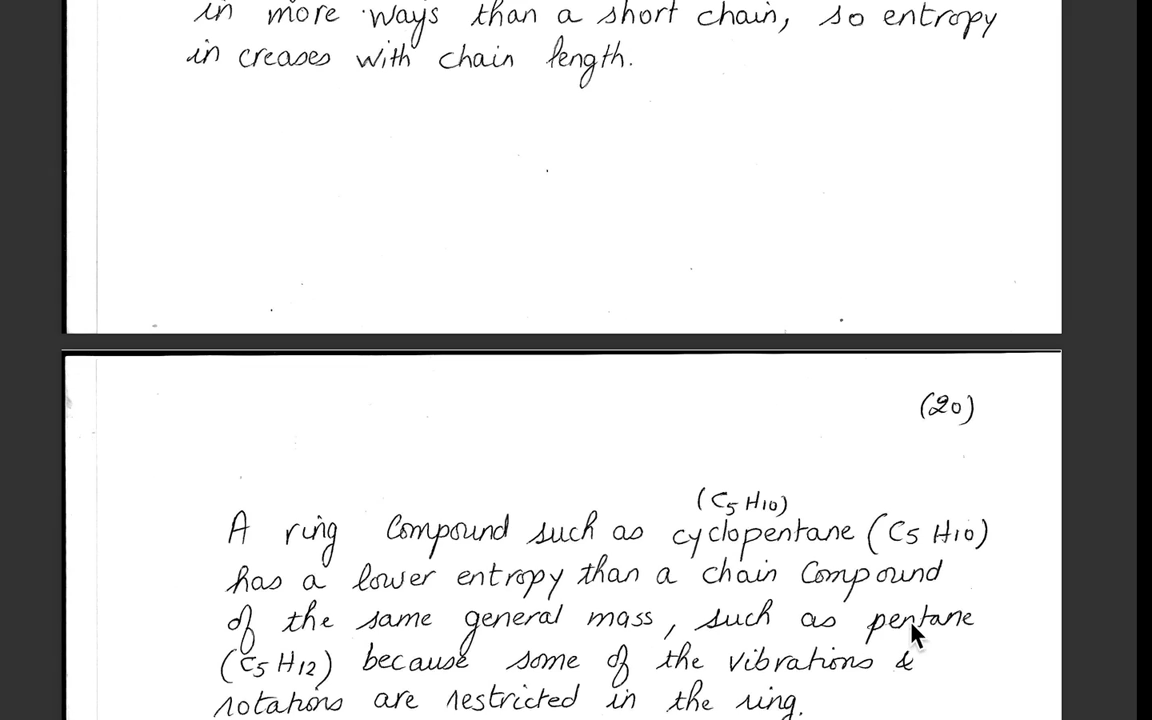 in more ways than a short chain, so entropy
in creases with chain length.
(20)
(C5 H10)
A ring Compound such as cyclopentane (C5 H10)
has a lower entropy than a chain Compound
of the same general mass, such as pentane
(C5 H12) because some of the vibrations &
rotations are restricted in the ring.